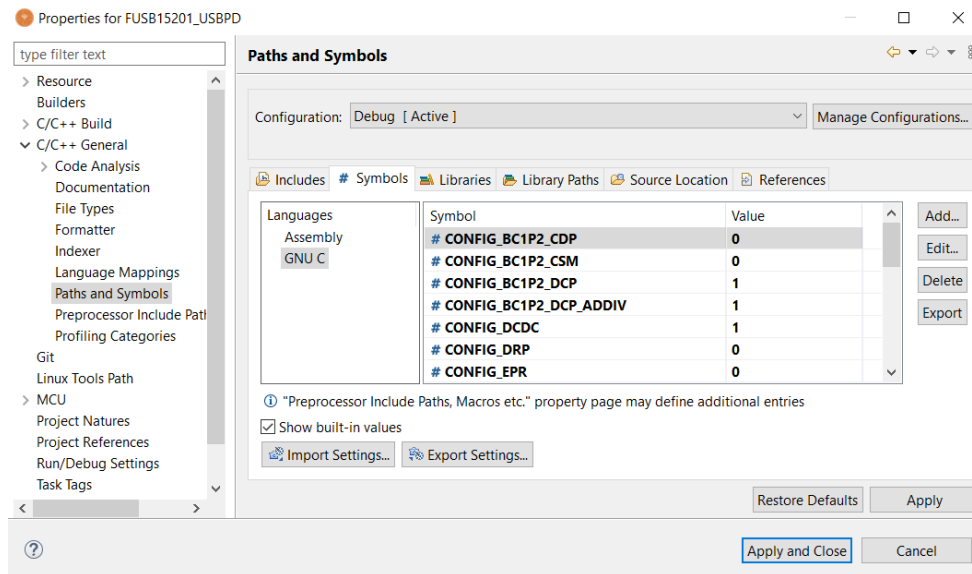 Properties for FUSB15201_USBPD
type filter text
Resource
Builders
C/C++ Build
C/C++ General
Code Analysis
Documentation
File Types
Formatter
Indexer
Language Mappings
Paths and Symbols
Preprocessor Include Path
Profiling Categories
Git
Linux Tools Path
MCU
Project Natures
Project References
Run/Debug Settings
Task Tags
Paths and Symbols
Configuration: Debug [ Active ] Manage Configurations...
Includes # Symbols Libraries Library Paths Source Location References
Languages
Assembly
GNU C
Symbol Value
# CONFIG_BC1P2_CDP 0
# CONFIG_BC1P2_CSM 0
# CONFIG_BC1P2_DCP 1
# CONFIG_BC1P2_DCP_ADDIV 1
# CONFIG_DCDC 1
# CONFIG_DRP 0
# CONFIG_EPR 0
Add...
Edit...
Delete
Export
"Preprocessor Include Paths, Macros etc." property page may define additional entries
Show built-in values
Import Settings... Export Settings...
Restore Defaults Apply
Apply and Close Cancel